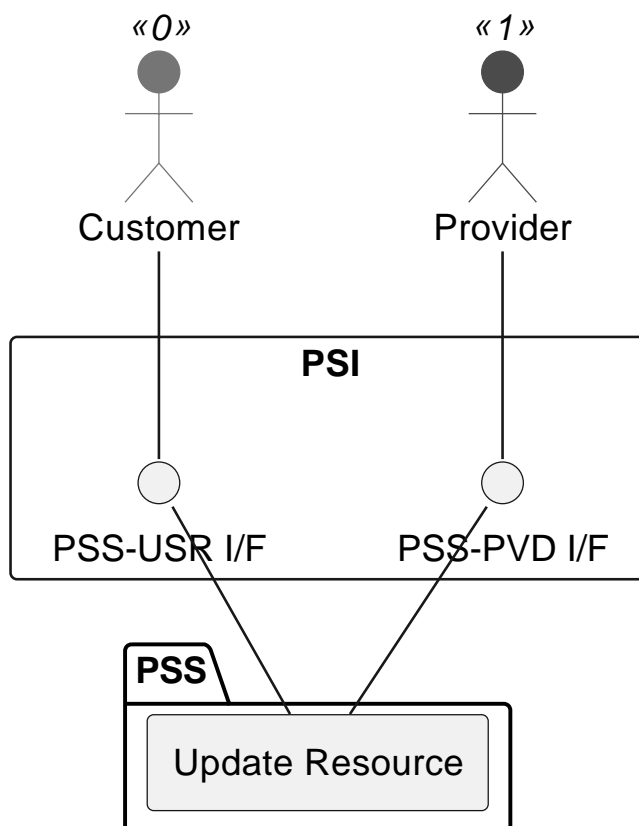 «0» «1»
Customer Provider
PSI
PSS-USR I/F PSS-PVD I/F
PSS
Update Resource